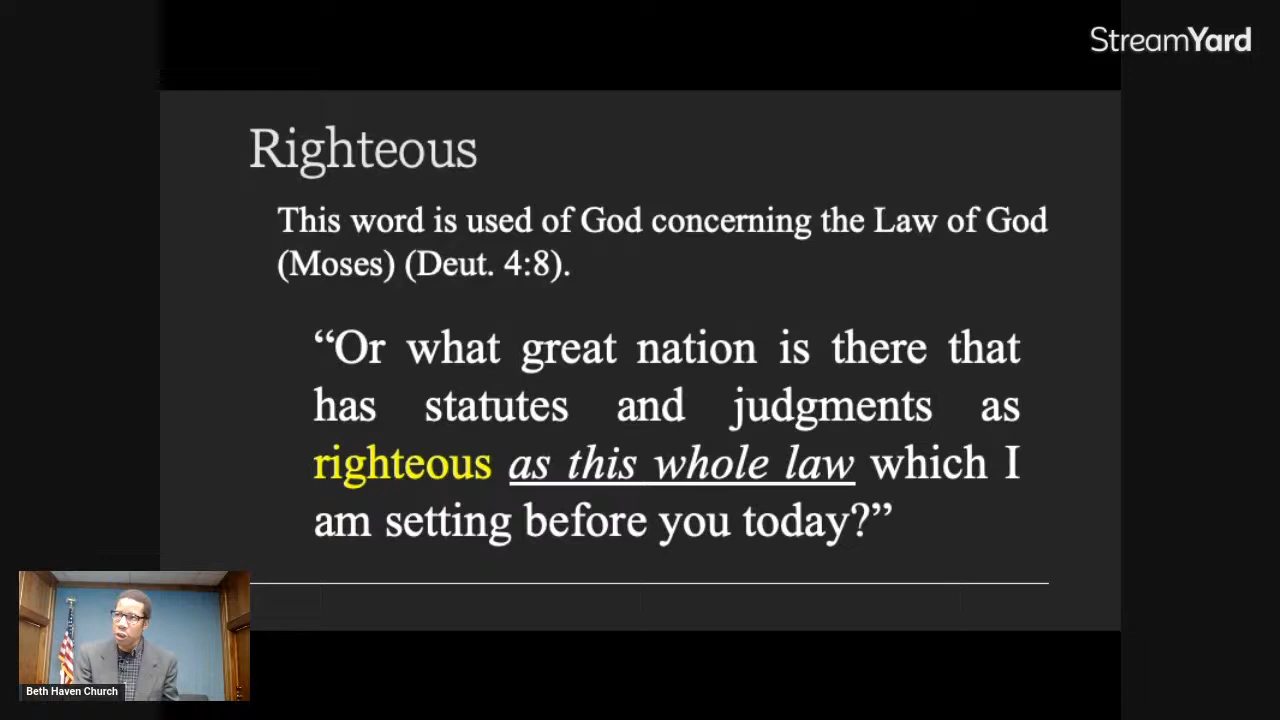 StreamYard
Righteous
This word is used of God concerning the Law of God
(Moses) (Deut. 4:8).
“Or what great nation is there that
has statutes and judgments as
righteous as this whole law which I
am setting before you today?”
Beth Haven Church